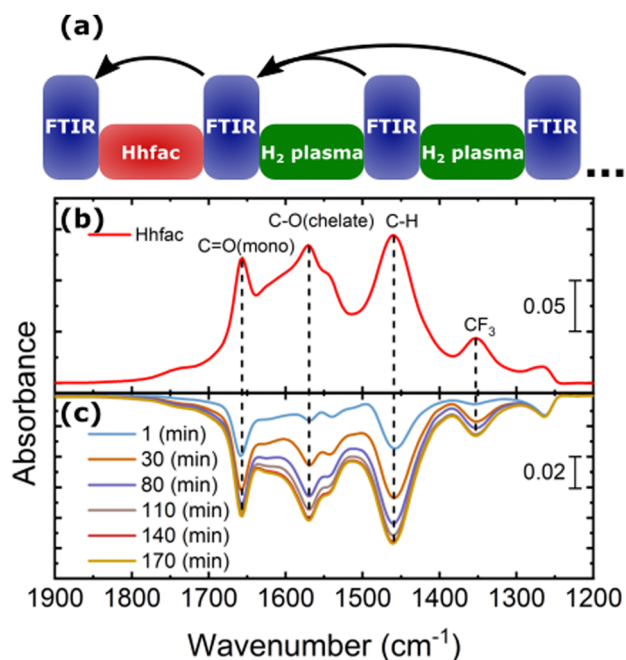 (a)
FTIR
Hhfac
FTIR
H₂ plasma
FTIR
H₂ plasma
FTIR
...
(b)
Hhfac
C=O(mono)
C-O(chelate)
C-H
CF₃
0.05
Absorbance
(c)
1 (min)
30 (min)
80 (min)
110 (min)
140 (min)
170 (min)
0.02
1900 1800 1700 1600 1500 1400 1300 1200
Wavenumber (cm⁻¹)